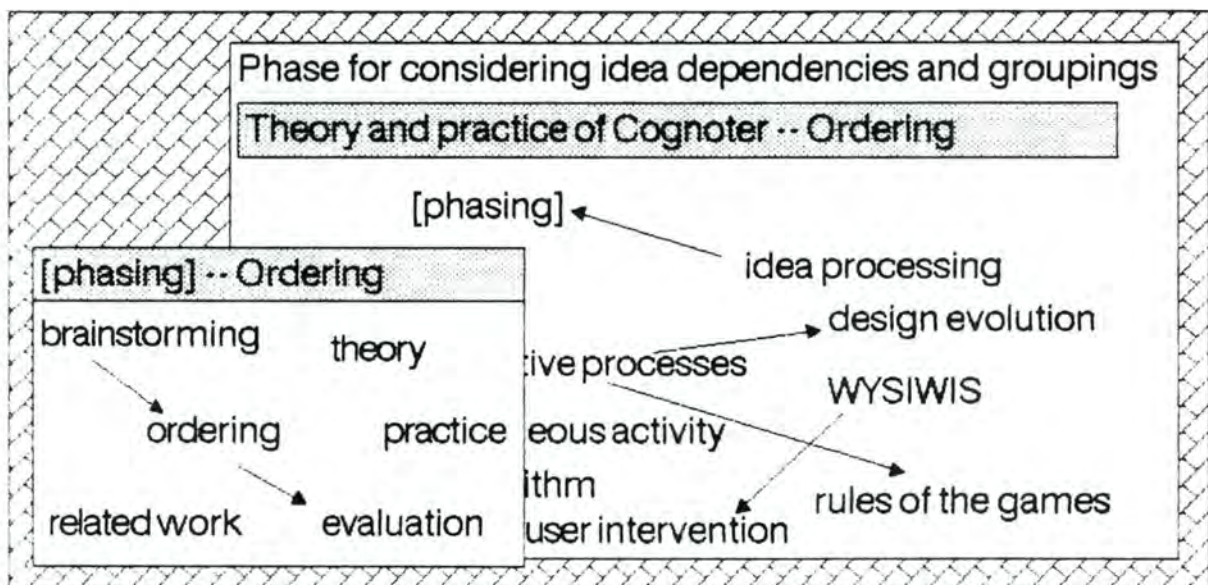 Phase for considering idea dependencies and groupings
Theory and practice of Cognoter -- Ordering
[phasing]
idea processing
design evolution
tive processes
WYSIWIS
eous activity
ithm
rules of the games
user intervention
[phasing] -- Ordering
brainstorming
theory
ordering
practice
related work
evaluation